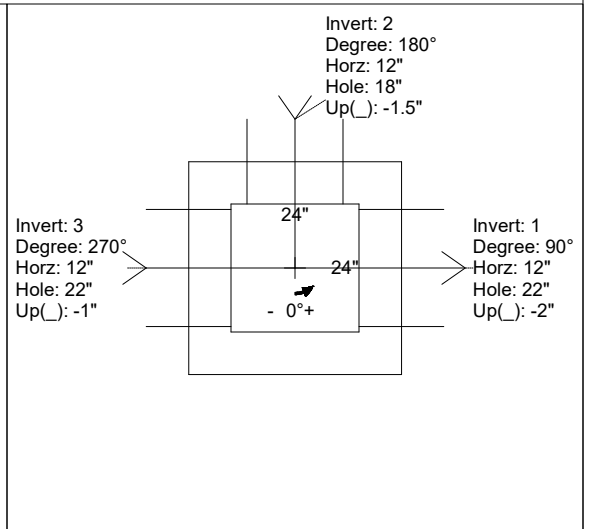 Invert: 2
Degree: 180°
Horz: 12"
Hole: 18"
Up(_): -1.5"
24"
Invert: 3
Degree: 270°
Horz: 12"
Hole: 22"
Up(_): -1"
24"
Invert: 1
Degree: 90°
Horz: 12"
Hole: 22"
Up(_): -2"
- 0°+